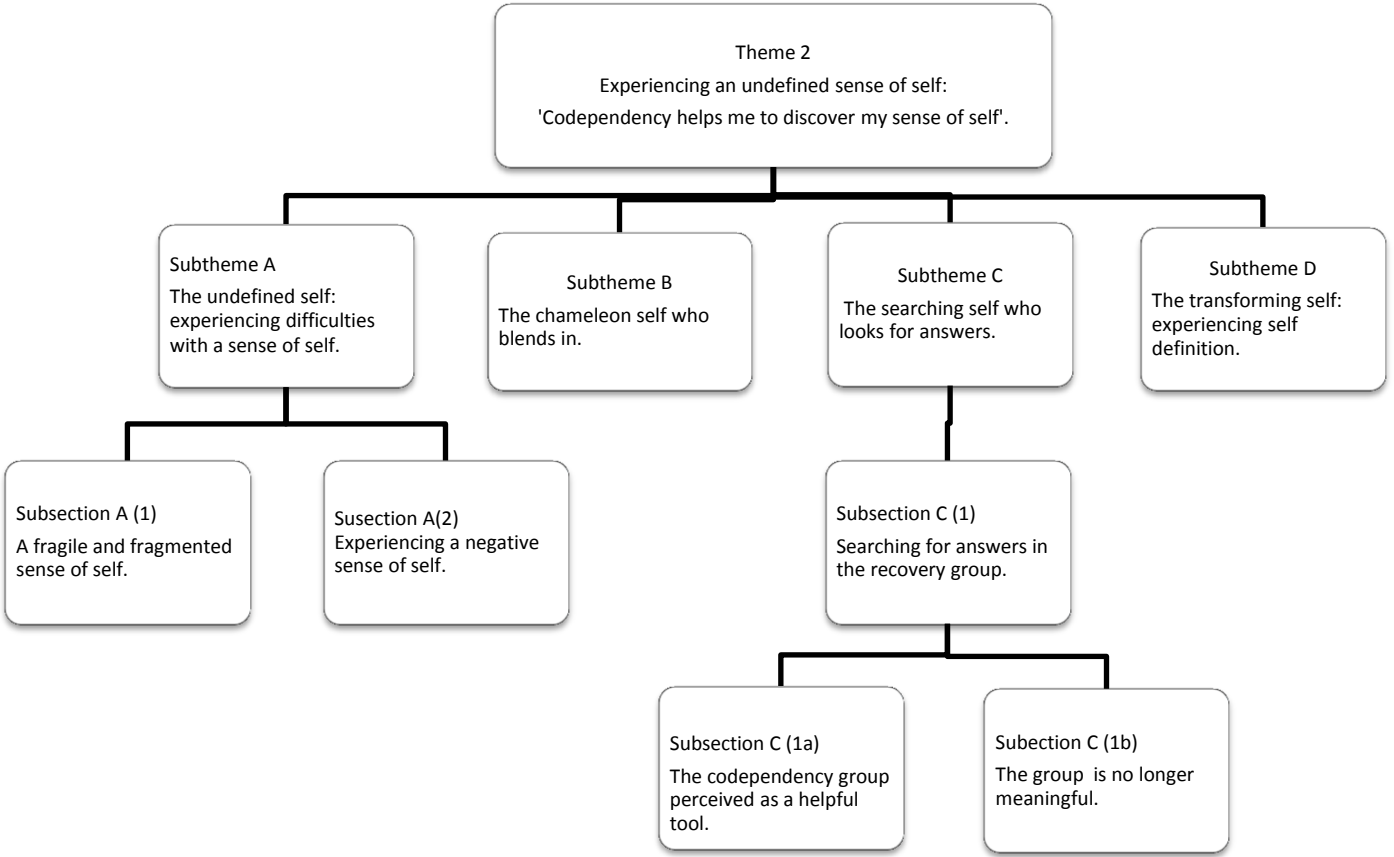 Theme 2
Experiencing an undefined sense of self:
'Codependency helps me to discover my sense of self'.
Subtheme A
The undefined self:
experiencing difficulties
with a sense of self.
Subtheme B
The chameleon self who
blends in.
Subtheme C
The searching self who
looks for answers.
Subtheme D
The transforming self:
experiencing self
definition.
Subsection A (1)
A fragile and fragmented
sense of self.
Susection A(2)
Experiencing a negative
sense of self.
Subsection C (1)
Searching for answers in
the recovery group.
Subsection C (1a)
The codependency group
perceived as a helpful
tool.
Subection C (1b)
The group  is no longer
meaningful.